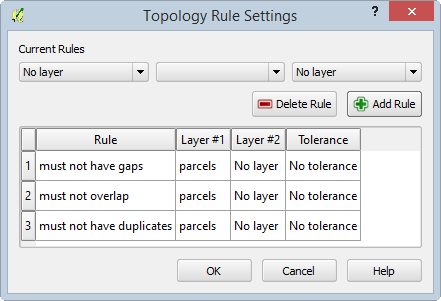 Topology Rule Settings
? ×
Current Rules
No layer No layer
Delete Rule Add Rule
Rule Layer #1 Layer #2 Tolerance
1 must not have gaps parcels No layer No tolerance
2 must not overlap parcels No layer No tolerance
3 must not have duplicates parcels No layer No tolerance
OK Cancel Help